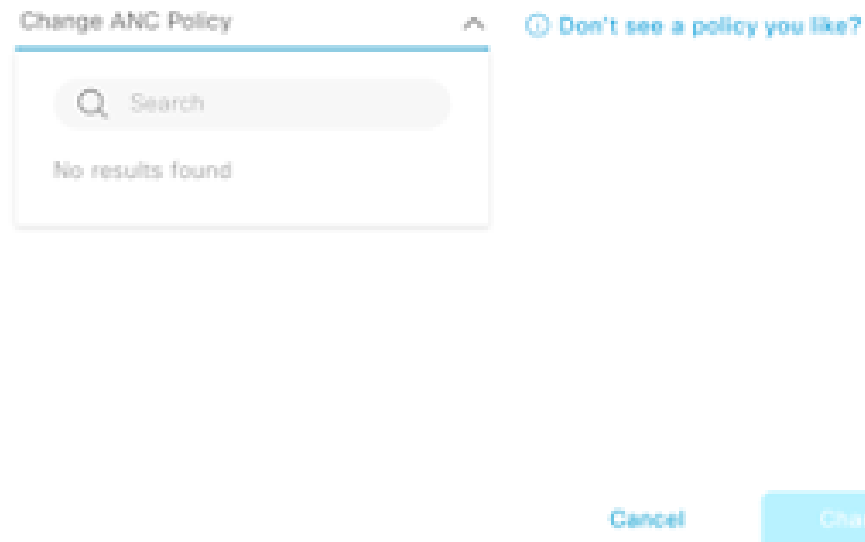 Change ANC Policy
Don't see a policy you like?
Search
No results found
Cancel